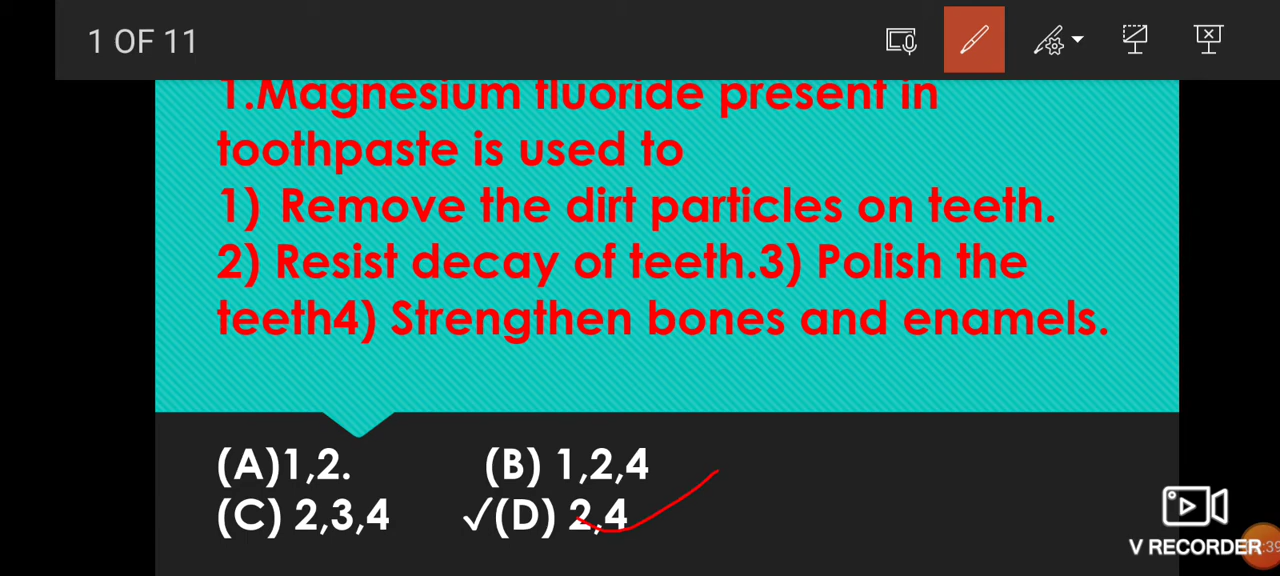 1 OF 11
1.Magnesium fluoride present in
toothpaste is used to
1) Remove the dirt particles on teeth.
2) Resist decay of teeth.3) Polish the
teeth4) Strengthen bones and enamels.
(A)1,2. (B) 1,2,4
(C) 2,3,4 ✓(D) 2,4
V RECORDER
:39